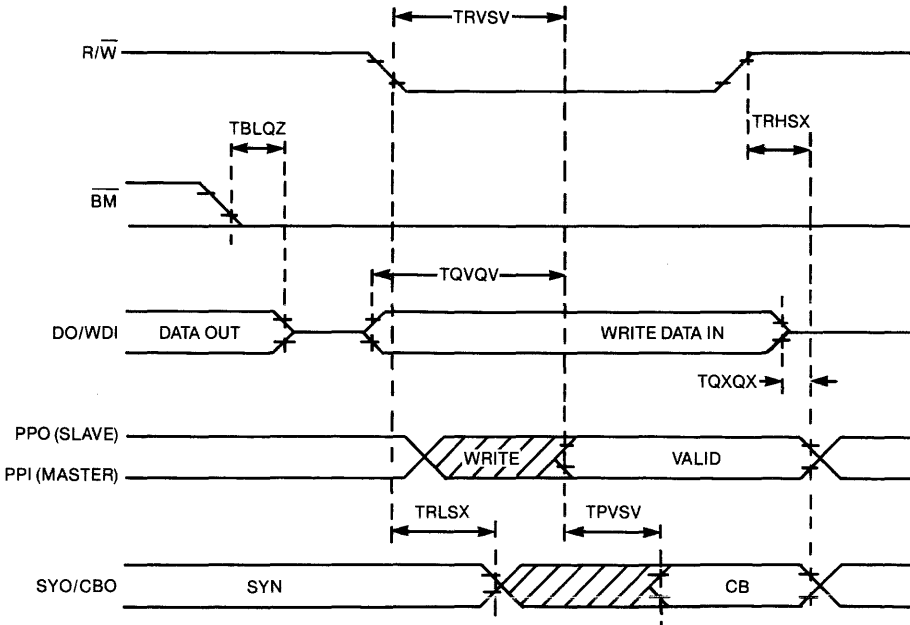 TRVSV
R/W̅
TBLQZ
TRHSX
B̅M̅
TQVQV
DO/WDI
DATA OUT
WRITE DATA IN
TQXQX
PPO (SLAVE)
WRITE
VALID
PPI (MASTER)
TRLSX
TPVSV
SYO/CBO
SYN
CB